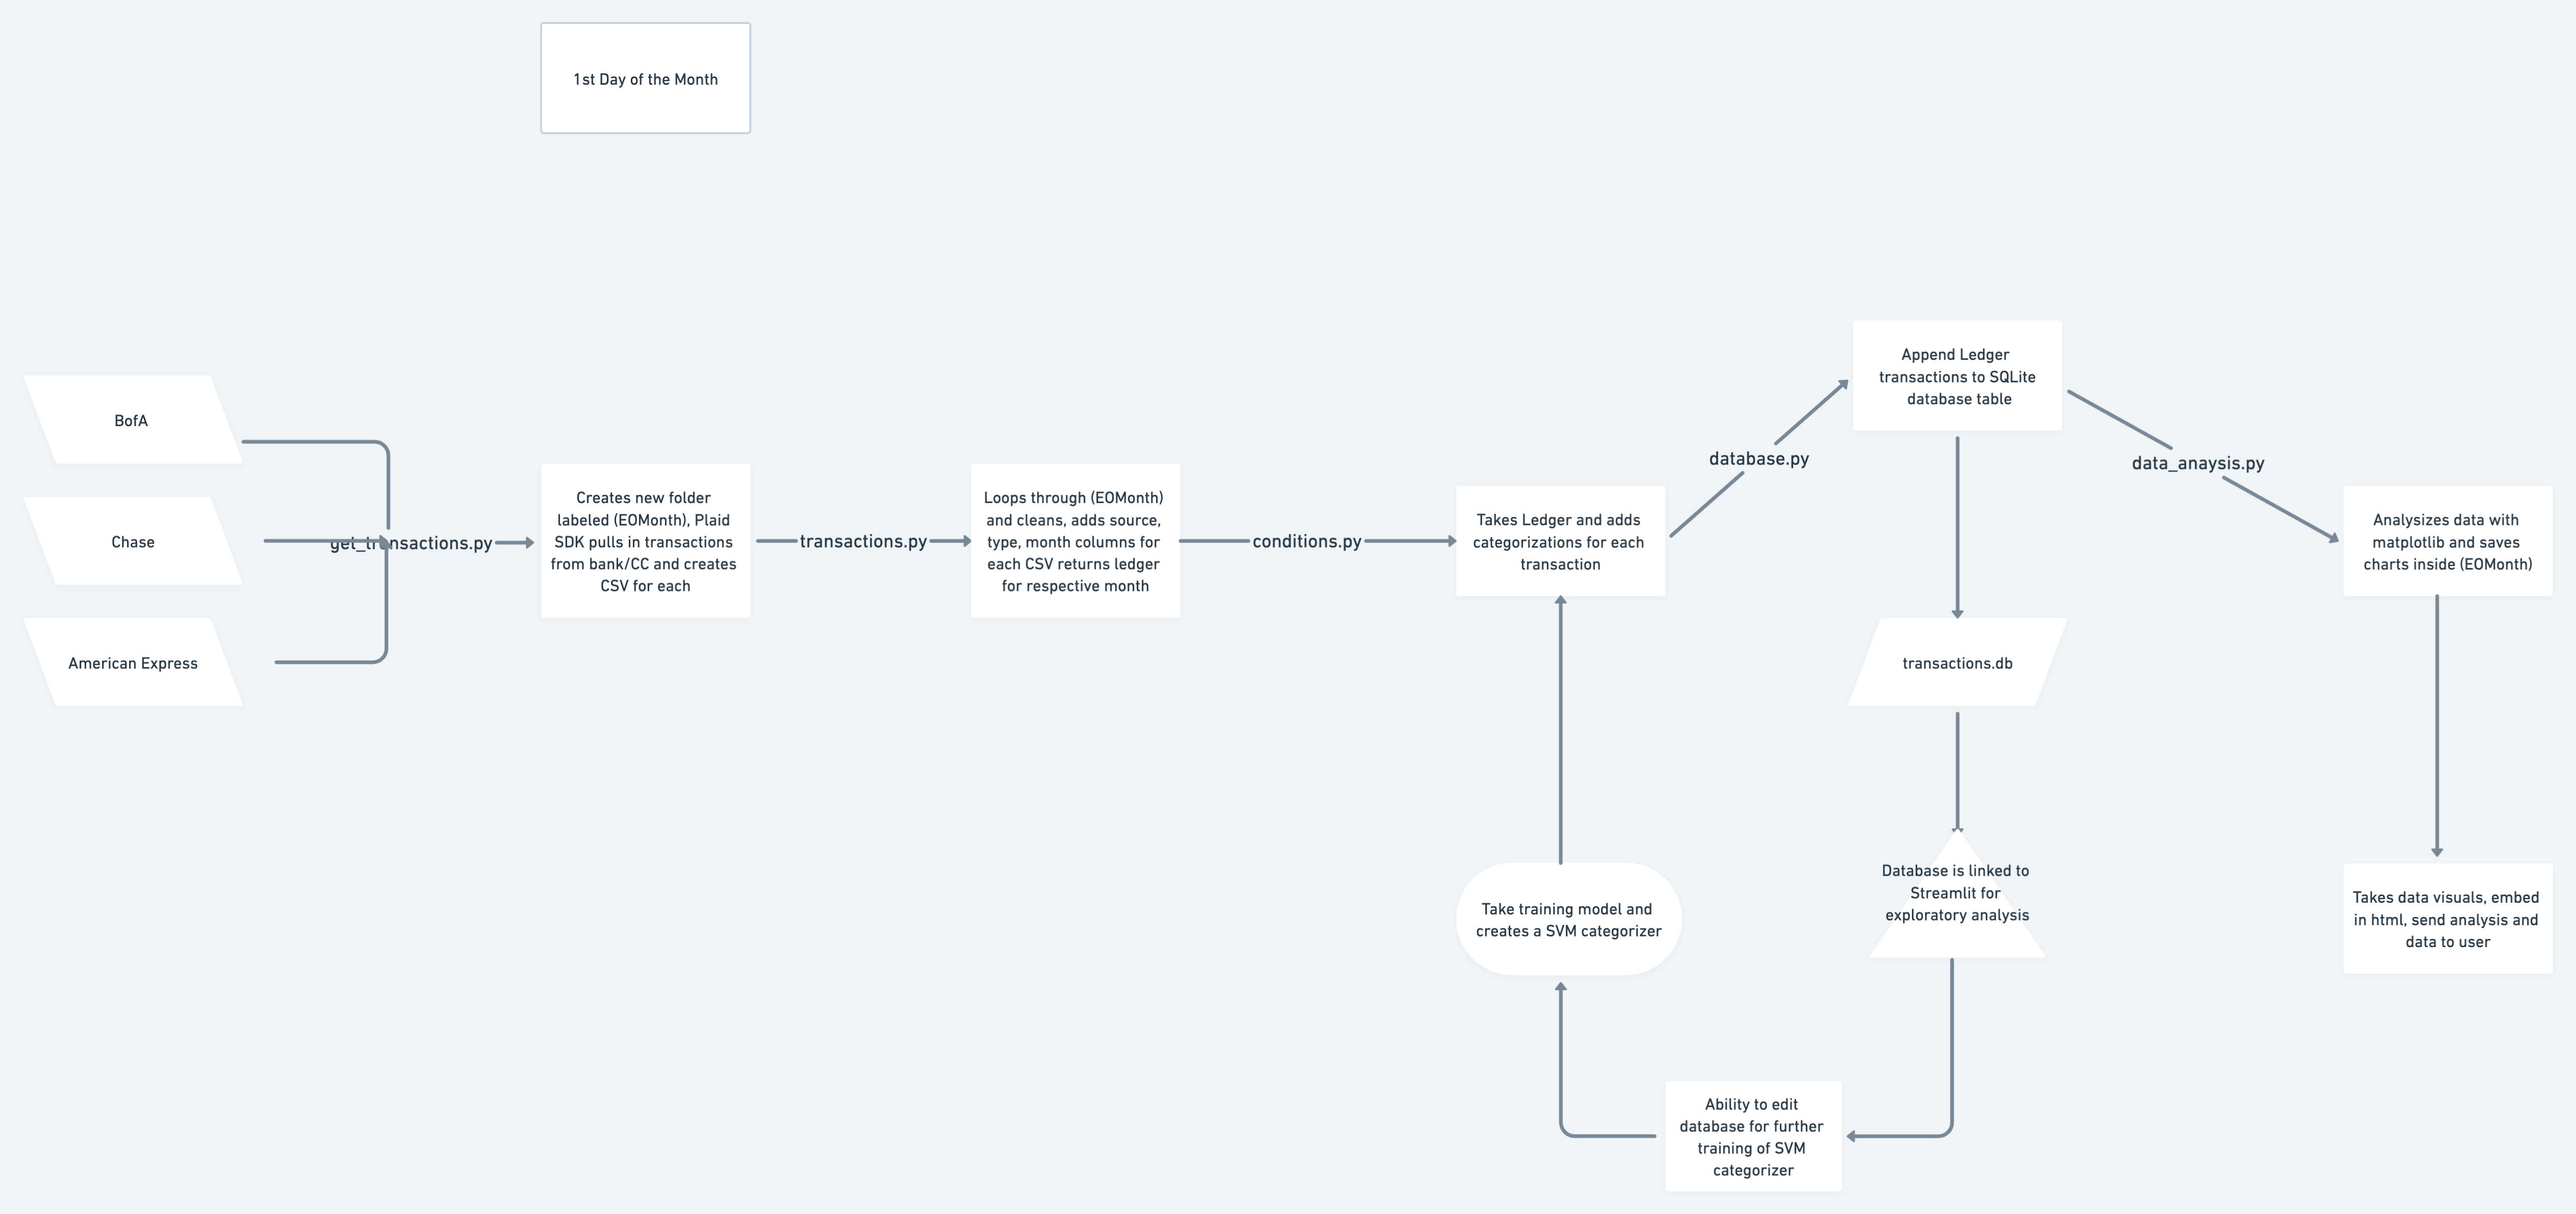 1st Day of the Month
BofA
Chase
American Express
get_transactions.py
Creates new folder
labeled (EOMonth), Plaid
SDK pulls in transactions
from bank/CC and creates
CSV for each
transactions.py
Loops through (EOMonth)
and cleans, adds source,
type, month columns for
each CSV returns ledger
for respective month
conditions.py
Takes Ledger and adds
categorizations for each
transaction
database.py
Append Ledger
transactions to SQLite
database table
data_anaysis.py
Analysizes data with
matplotlib and saves
charts inside (EOMonth)
transactions.db
Database is linked to
Streamlit for
exploratory analysis
Take training model and
creates a SVM categorizer
Takes data visuals, embed
in html, send analysis and
data to user
Ability to edit
database for further
training of SVM
categorizer